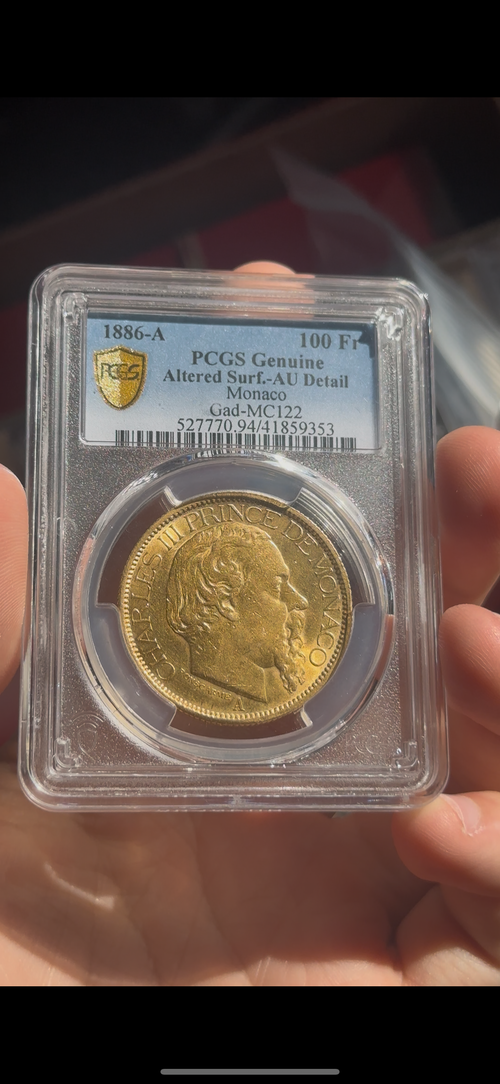 1886-A 100 Fr
PCGS Genuine
PCGS
Altered Surf.-AU Detail
Monaco
Gad-MC122
527770.94/41859353
CHARLES III PRINCE DE MONACO
A